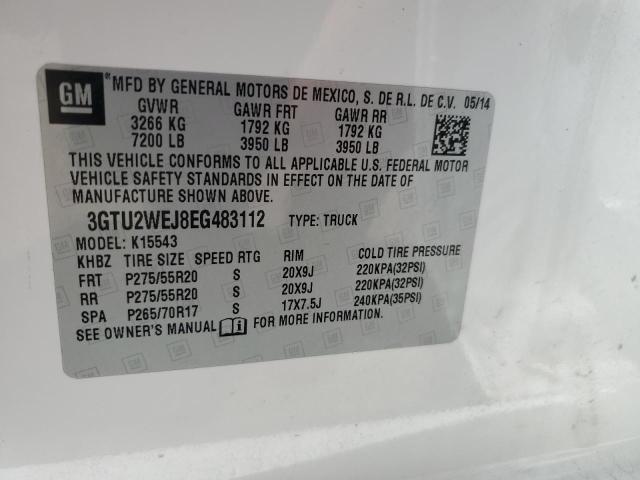 GM
MFD BY GENERAL MOTORS DE MEXICO, S. DE R.L. DE C.V. 05/14
GVWR GAWR FRT GAWR RR
3266 KG 1792 KG 1792 KG
7200 LB 3950 LB 3950 LB
THIS VEHICLE CONFORMS TO ALL APPLICABLE U.S. FEDERAL MOTOR
VEHICLE SAFETY STANDARDS IN EFFECT ON THE DATE OF
MANUFACTURE SHOWN ABOVE.
3GTU2WEJ8EG483112 TYPE: TRUCK
MODEL: K15543
KHBZ TIRE SIZE SPEED RTG RIM COLD TIRE PRESSURE
FRT P275/55R20 S 20X9J 220KPA(32PSI)
RR P275/55R20 S 20X9J 220KPA(32PSI)
SPA P265/70R17 S 17X7.5J 240KPA(35PSI)
SEE OWNER'S MANUAL FOR MORE INFORMATION.